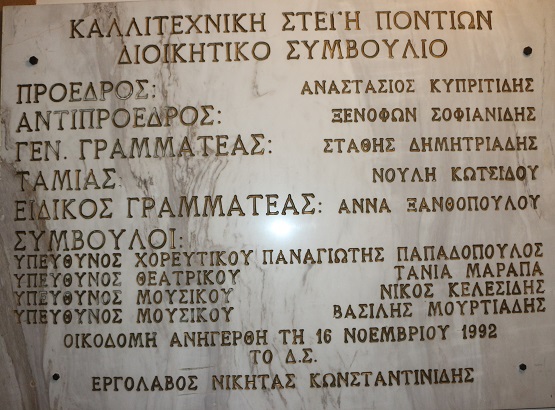 ΚΑΛΛΙΤΕΧΝΙΚΗ ΣΤΕΓΗ ΠΟΝΤΙΩΝ
ΔΙΟΙΚΗΤΙΚΟ ΣΥΜΒΟΥΛΙΟ
ΠΡΟΕΔΡΟΣ: ΑΝΑΣΤΑΣΙΟΣ ΚΥΠΡΙΤΙΔΗΣ
ΑΝΤΙΠΡΟΕΔΡΟΣ: ΞΕΝΟΦΩΝ ΣΟΦΙΑΝΙΔΗΣ
ΓΕΝ. ΓΡΑΜΜΑΤΕΑΣ: ΣΤΑΘΗΣ ΔΗΜΗΤΡΙΑΔΗΣ
ΤΑΜΙΑΣ: ΝΟΥΛΗ ΚΩΤΣΙΔΟΥ
ΕΙΔΙΚΟΣ ΓΡΑΜΜΑΤΕΑΣ: ΑΝΝΑ ΞΑΝΘΟΠΟΥΛΟΥ
ΣΥΜΒΟΥΛΟΙ:
ΥΠΕΥΘΥΝΟΣ ΧΟΡΕΥΤΙΚΟΥ ΠΑΝΑΓΙΩΤΗΣ ΠΑΠΑΔΟΠΟΥΛΟΣ
ΥΠΕΥΘΥΝΟΣ ΘΕΑΤΡΙΚΟΥ ΤΑΝΙΑ ΜΑΡΑΠΑ
ΥΠΕΥΘΥΝΟΣ ΜΟΥΣΙΚΟΥ ΝΙΚΟΣ ΚΕΛΕΣΙΔΗΣ
ΥΠΕΥΘΥΝΟΣ ΜΟΥΣΙΚΟΥ ΒΑΣΙΛΗΣ ΜΟΥΡΤΙΑΔΗΣ
ΟΙΚΟΔΟΜΗ ΑΝΗΓΕΡΘΗ ΤΗ 16 ΝΟΕΜΒΡΙΟΥ 1992
ΤΟ Δ.Σ.
ΕΡΓΟΛΑΒΟΣ ΝΙΚΗΤΑΣ ΚΩΝΣΤΑΝΤΙΝΙΔΗΣ